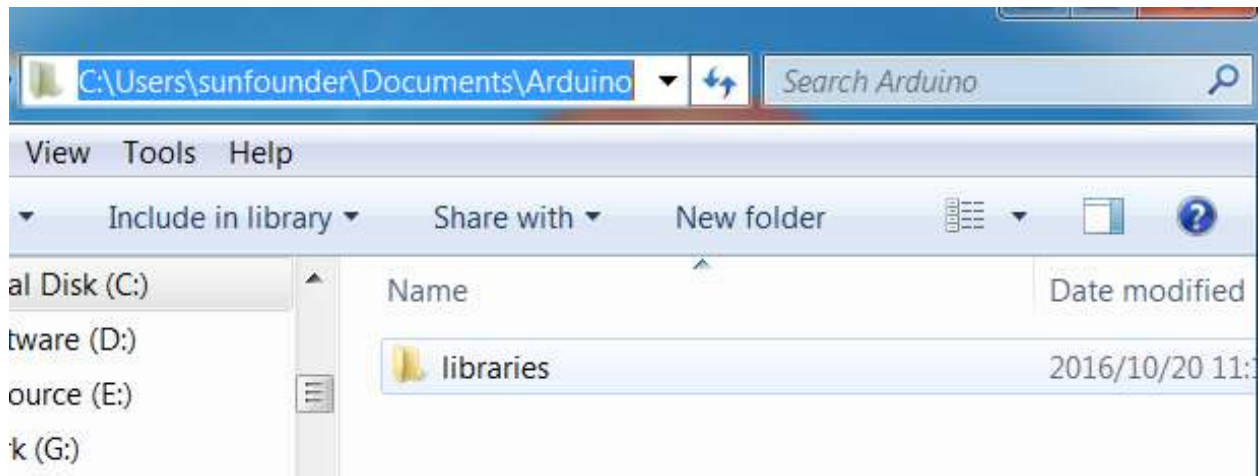 C:\Users\sunfounder\Documents\Arduino
Search Arduino
View Tools Help
Include in library Share with New folder
al Disk (C:)
Name
Date modified
tware (D:)
libraries
2016/10/20 11:
ource (E:)
k (G:)